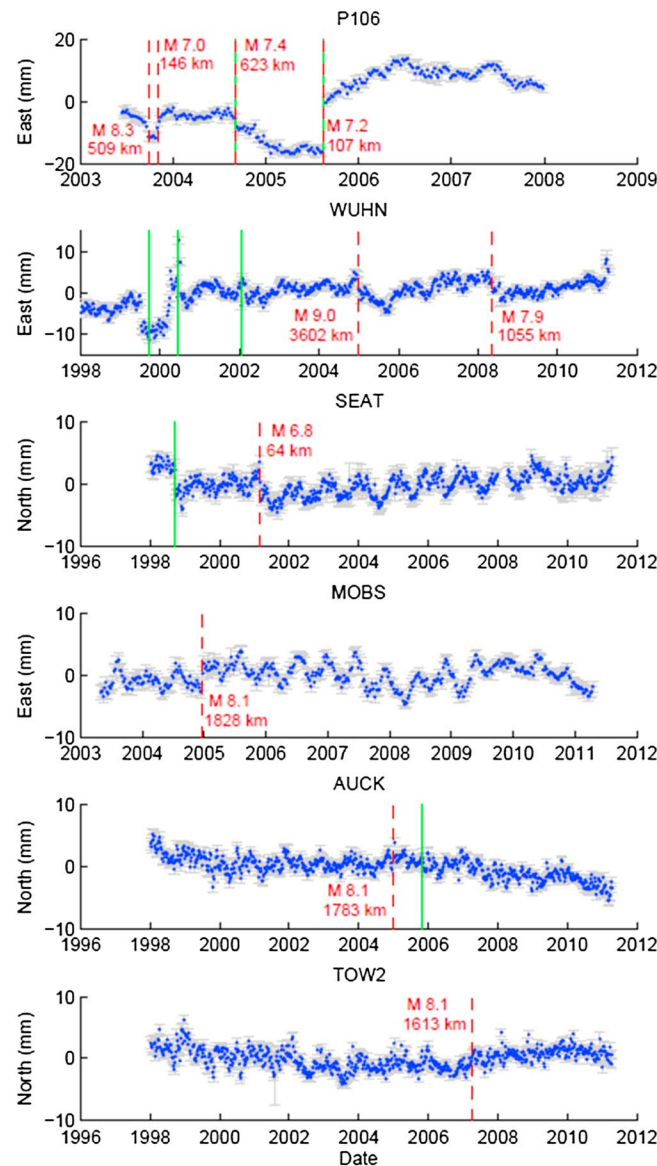 P106
20
0
−20
East (mm)
M 7.0
146 km
M 7.4
623 km
M 8.3
509 km
M 7.2
107 km
2003 2004 2005 2006 2007 2008 2009
WUHN
10
0
−10
East (mm)
M 9.0
3602 km
M 7.9
1055 km
1998 2000 2002 2004 2006 2008 2010 2012
SEAT
10
0
−10
North (mm)
M 6.8
64 km
1996 1998 2000 2002 2004 2006 2008 2010 2012
MOBS
10
0
−10
East (mm)
M 8.1
1828 km
2003 2004 2005 2006 2007 2008 2009 2010 2011 2012
AUCK
10
0
−10
North (mm)
M 8.1
1783 km
1996 1998 2000 2002 2004 2006 2008 2010 2012
TOW2
10
0
−10
North (mm)
M 8.1
1613 km
1996 1998 2000 2002 2004 2006 2008 2010 2012
Date